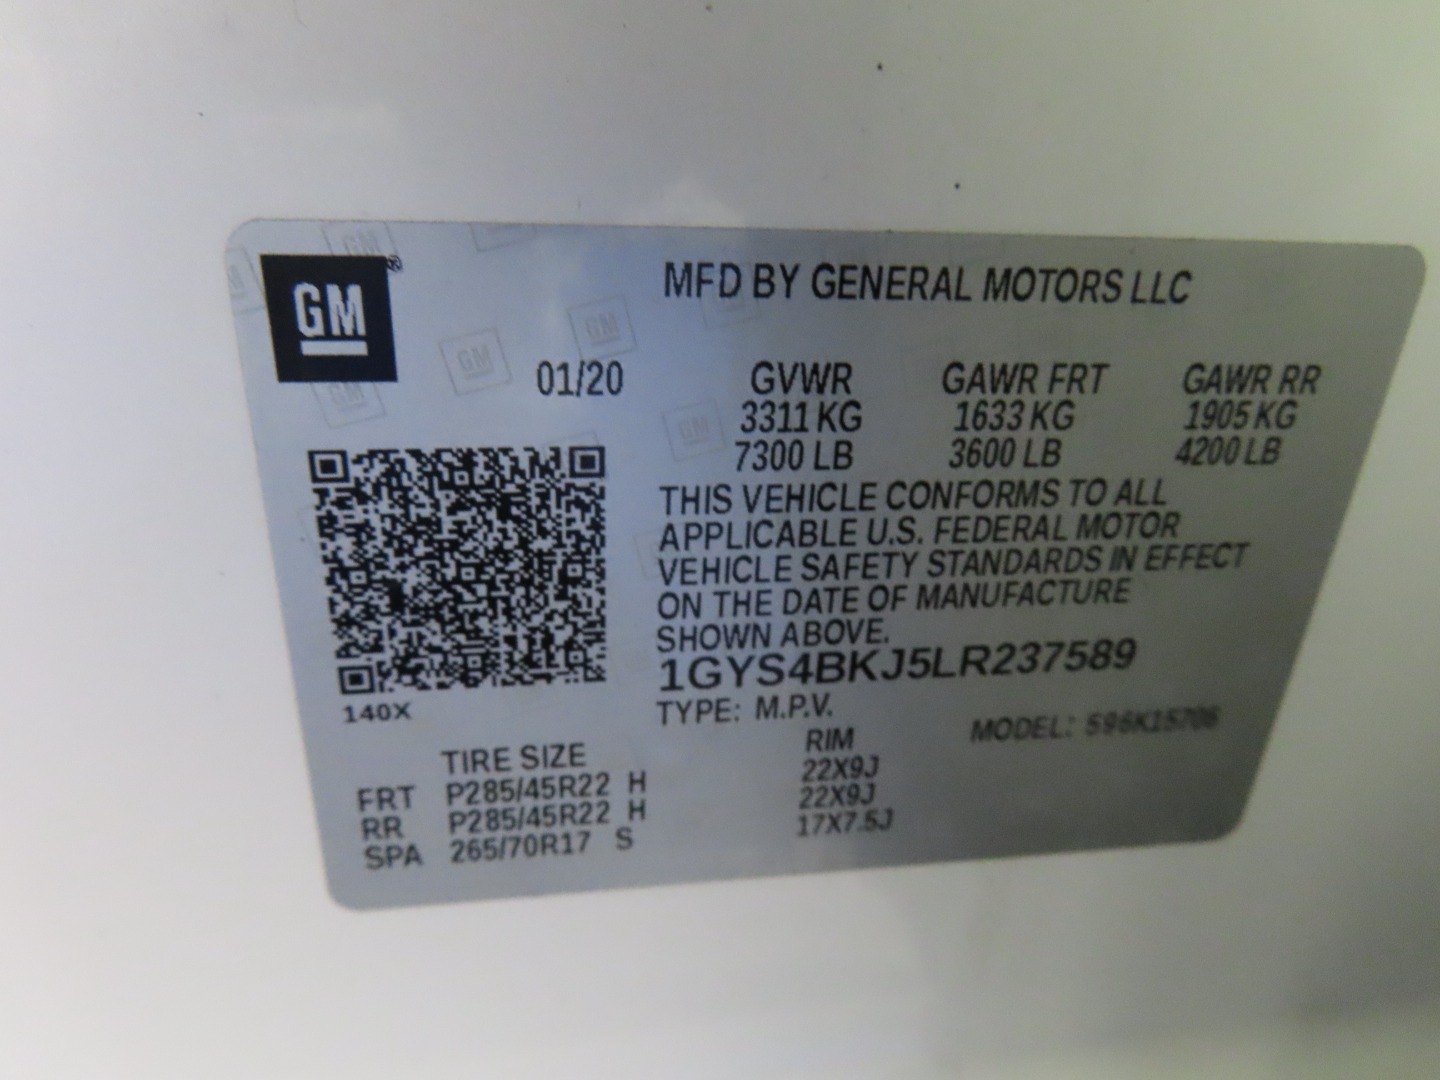 GM®
MFD BY GENERAL MOTORS LLC
01/20 GVWR GAWR FRT GAWR RR
3311 KG 1633 KG 1905 KG
7300 LB 3600 LB 4200 LB
THIS VEHICLE CONFORMS TO ALL
APPLICABLE U.S. FEDERAL MOTOR
VEHICLE SAFETY STANDARDS IN EFFECT
ON THE DATE OF MANUFACTURE
SHOWN ABOVE.
1GYS4BKJ5LR237589
140X
TYPE: M.P.V. MODEL:
TIRE SIZE RIM
FRT P285/45R22 H 22X9J
RR P285/45R22 H 22X9J
SPA 265/70R17 S 17X7.5J